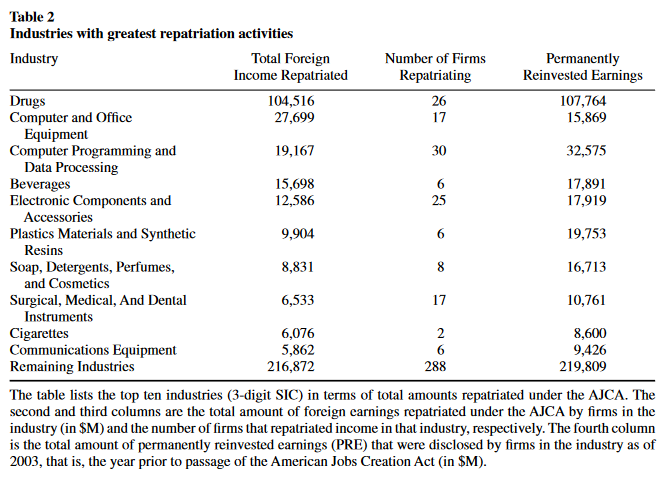 Table 2
Industries with greatest repatriation activities
Industry Total Foreign Number of Firms Permanently
Income Repatriated Repatriating Reinvested Earnings
Drugs 104,516 26 107,764
Computer and Office 27,699 17 15,869
Equipment
Computer Programming and 19,167 30 32,575
Data Processing
Beverages 15,698 6 17,891
Electronic Components and 12,586 25 17,919
Accessories
Plastics Materials and Synthetic 9,904 6 19,753
Resins
Soap, Detergents, Perfumes, 8,831 8 16,713
and Cosmetics
Surgical, Medical, And Dental 6,533 17 10,761
Instruments
Cigarettes 6,076 2 8,600
Communications Equipment 5,862 6 9,426
Remaining Industries 216,872 288 219,809
The table lists the top ten industries (3-digit SIC) in terms of total amounts repatriated under the AJCA. The
second and third columns are the total amount of foreign earnings repatriated under the AJCA by firms in the
industry (in $M) and the number of firms that repatriated income in that industry, respectively. The fourth column
is the total amount of permanently reinvested earnings (PRE) that were disclosed by firms in the industry as of
2003, that is, the year prior to passage of the American Jobs Creation Act (in $M).